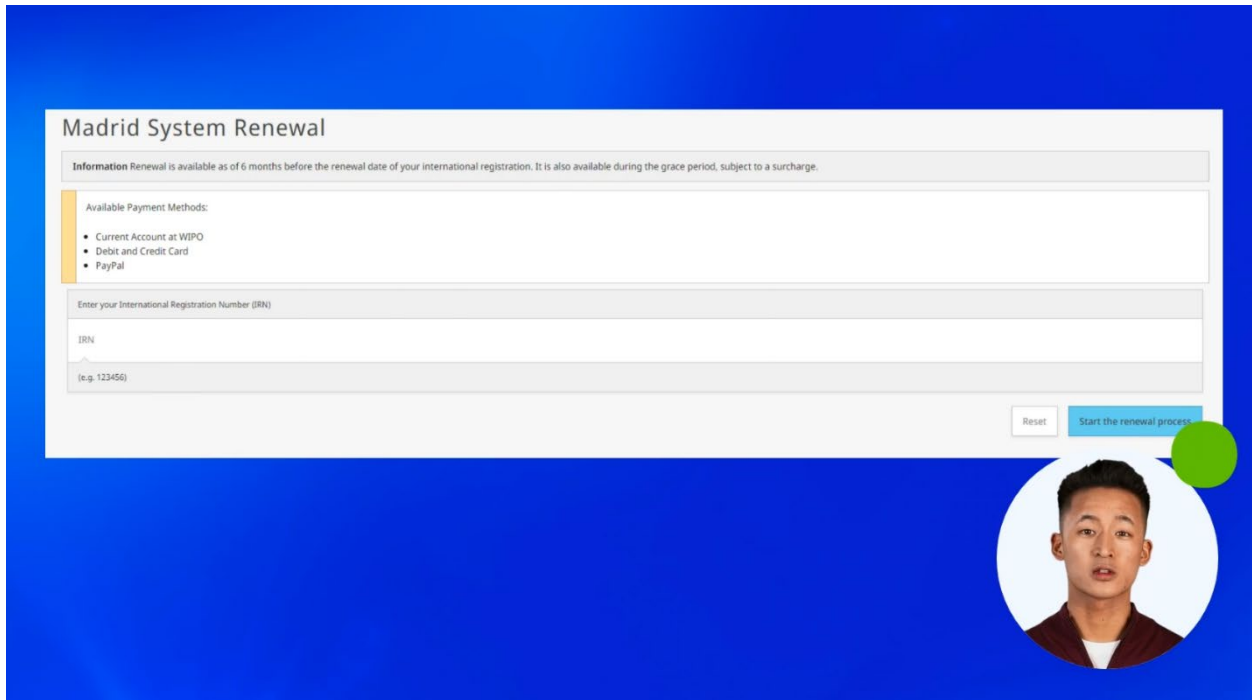 Madrid System Renewal
Information Renewal is available as of 6 months before the renewal date of your international registration. It is also available during the grace period, subject to a surcharge.
Available Payment Methods:
• Current Account at WIPO
• Debit and Credit Card
• PayPal
Enter your International Registration Number (IRN)
IRN
(e.g. 123456)
Reset
Start the renewal process